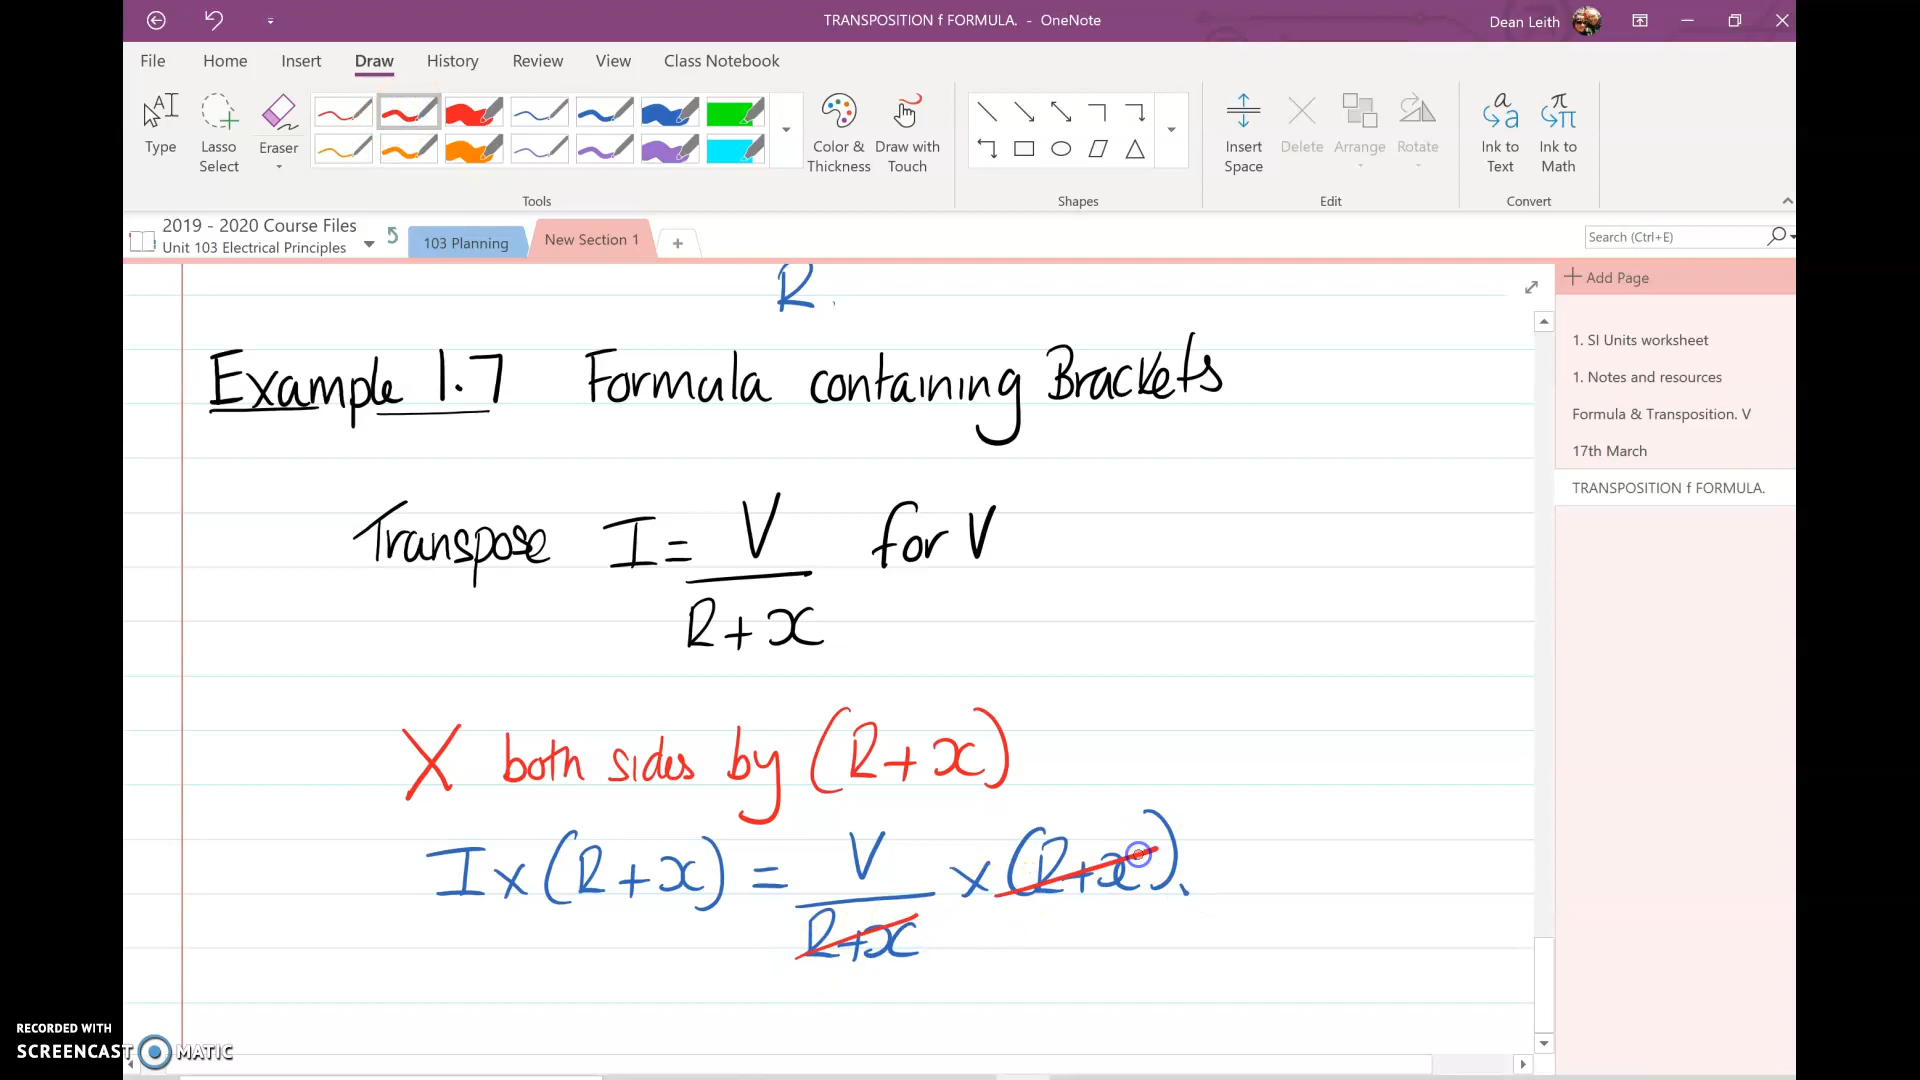 TRANSPOSITION f FORMULA. - OneNote
Dean Leith
File Home Insert Draw History Review View Class Notebook
Type
Lasso Select
Eraser
Color & Thickness
Draw with Touch
Insert Space
Delete
Arrange
Rotate
Ink to Text
Ink to Math
Tools
Shapes
Edit
Convert
2019 - 2020 Course Files
Unit 103 Electrical Principles
103 Planning
New Section 1
Search (Ctrl+E)
Add Page
1. SI Units worksheet
1. Notes and resources
Formula & Transposition. V
17th March
TRANSPOSITION f FORMULA.
R.
Example 1.7 Formula containing Brackets
Transpose I = V for V
R+x
X both sides by (R+x)
I x (R+x) = V x (R+x).
R+x
RECORDED WITH
SCREENCAST MATIC